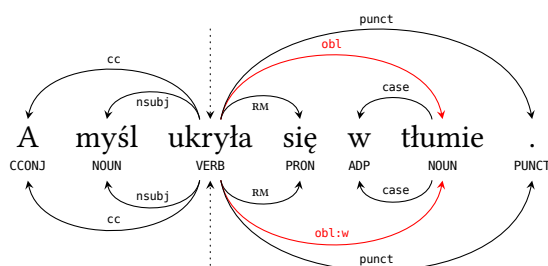 punct
obl
cc
nsubj RM case
A myśl ukryła się w tłumie .
CCONJ NOUN VERB PRON ADP NOUN PUNCT
nsubj RM case
cc
obl:w
punct